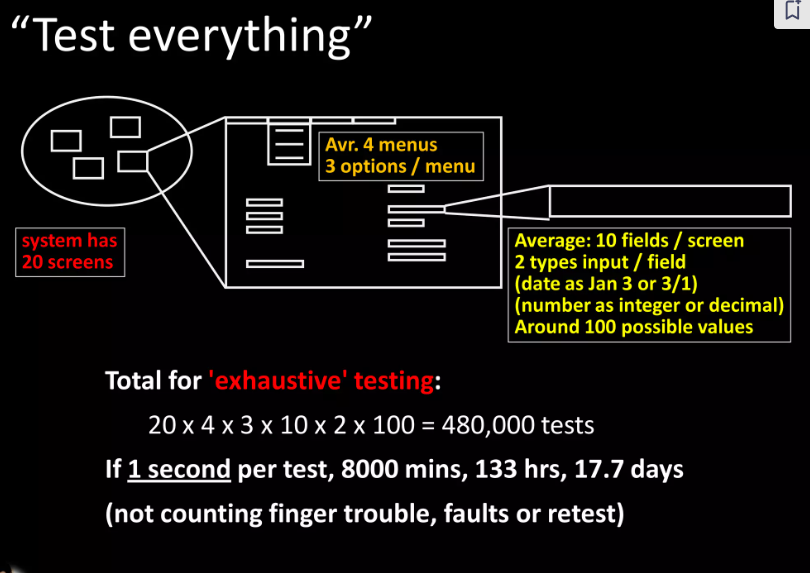 “Test everything”
Avr. 4 menus
3 options / menu
system has
20 screens
Average: 10 fields / screen
2 types input / field
(date as Jan 3 or 3/1)
(number as integer or decimal)
Around 100 possible values
Total for 'exhaustive' testing:
20 x 4 x 3 x 10 x 2 x 100 = 480,000 tests
If 1 second per test, 8000 mins, 133 hrs, 17.7 days
(not counting finger trouble, faults or retest)